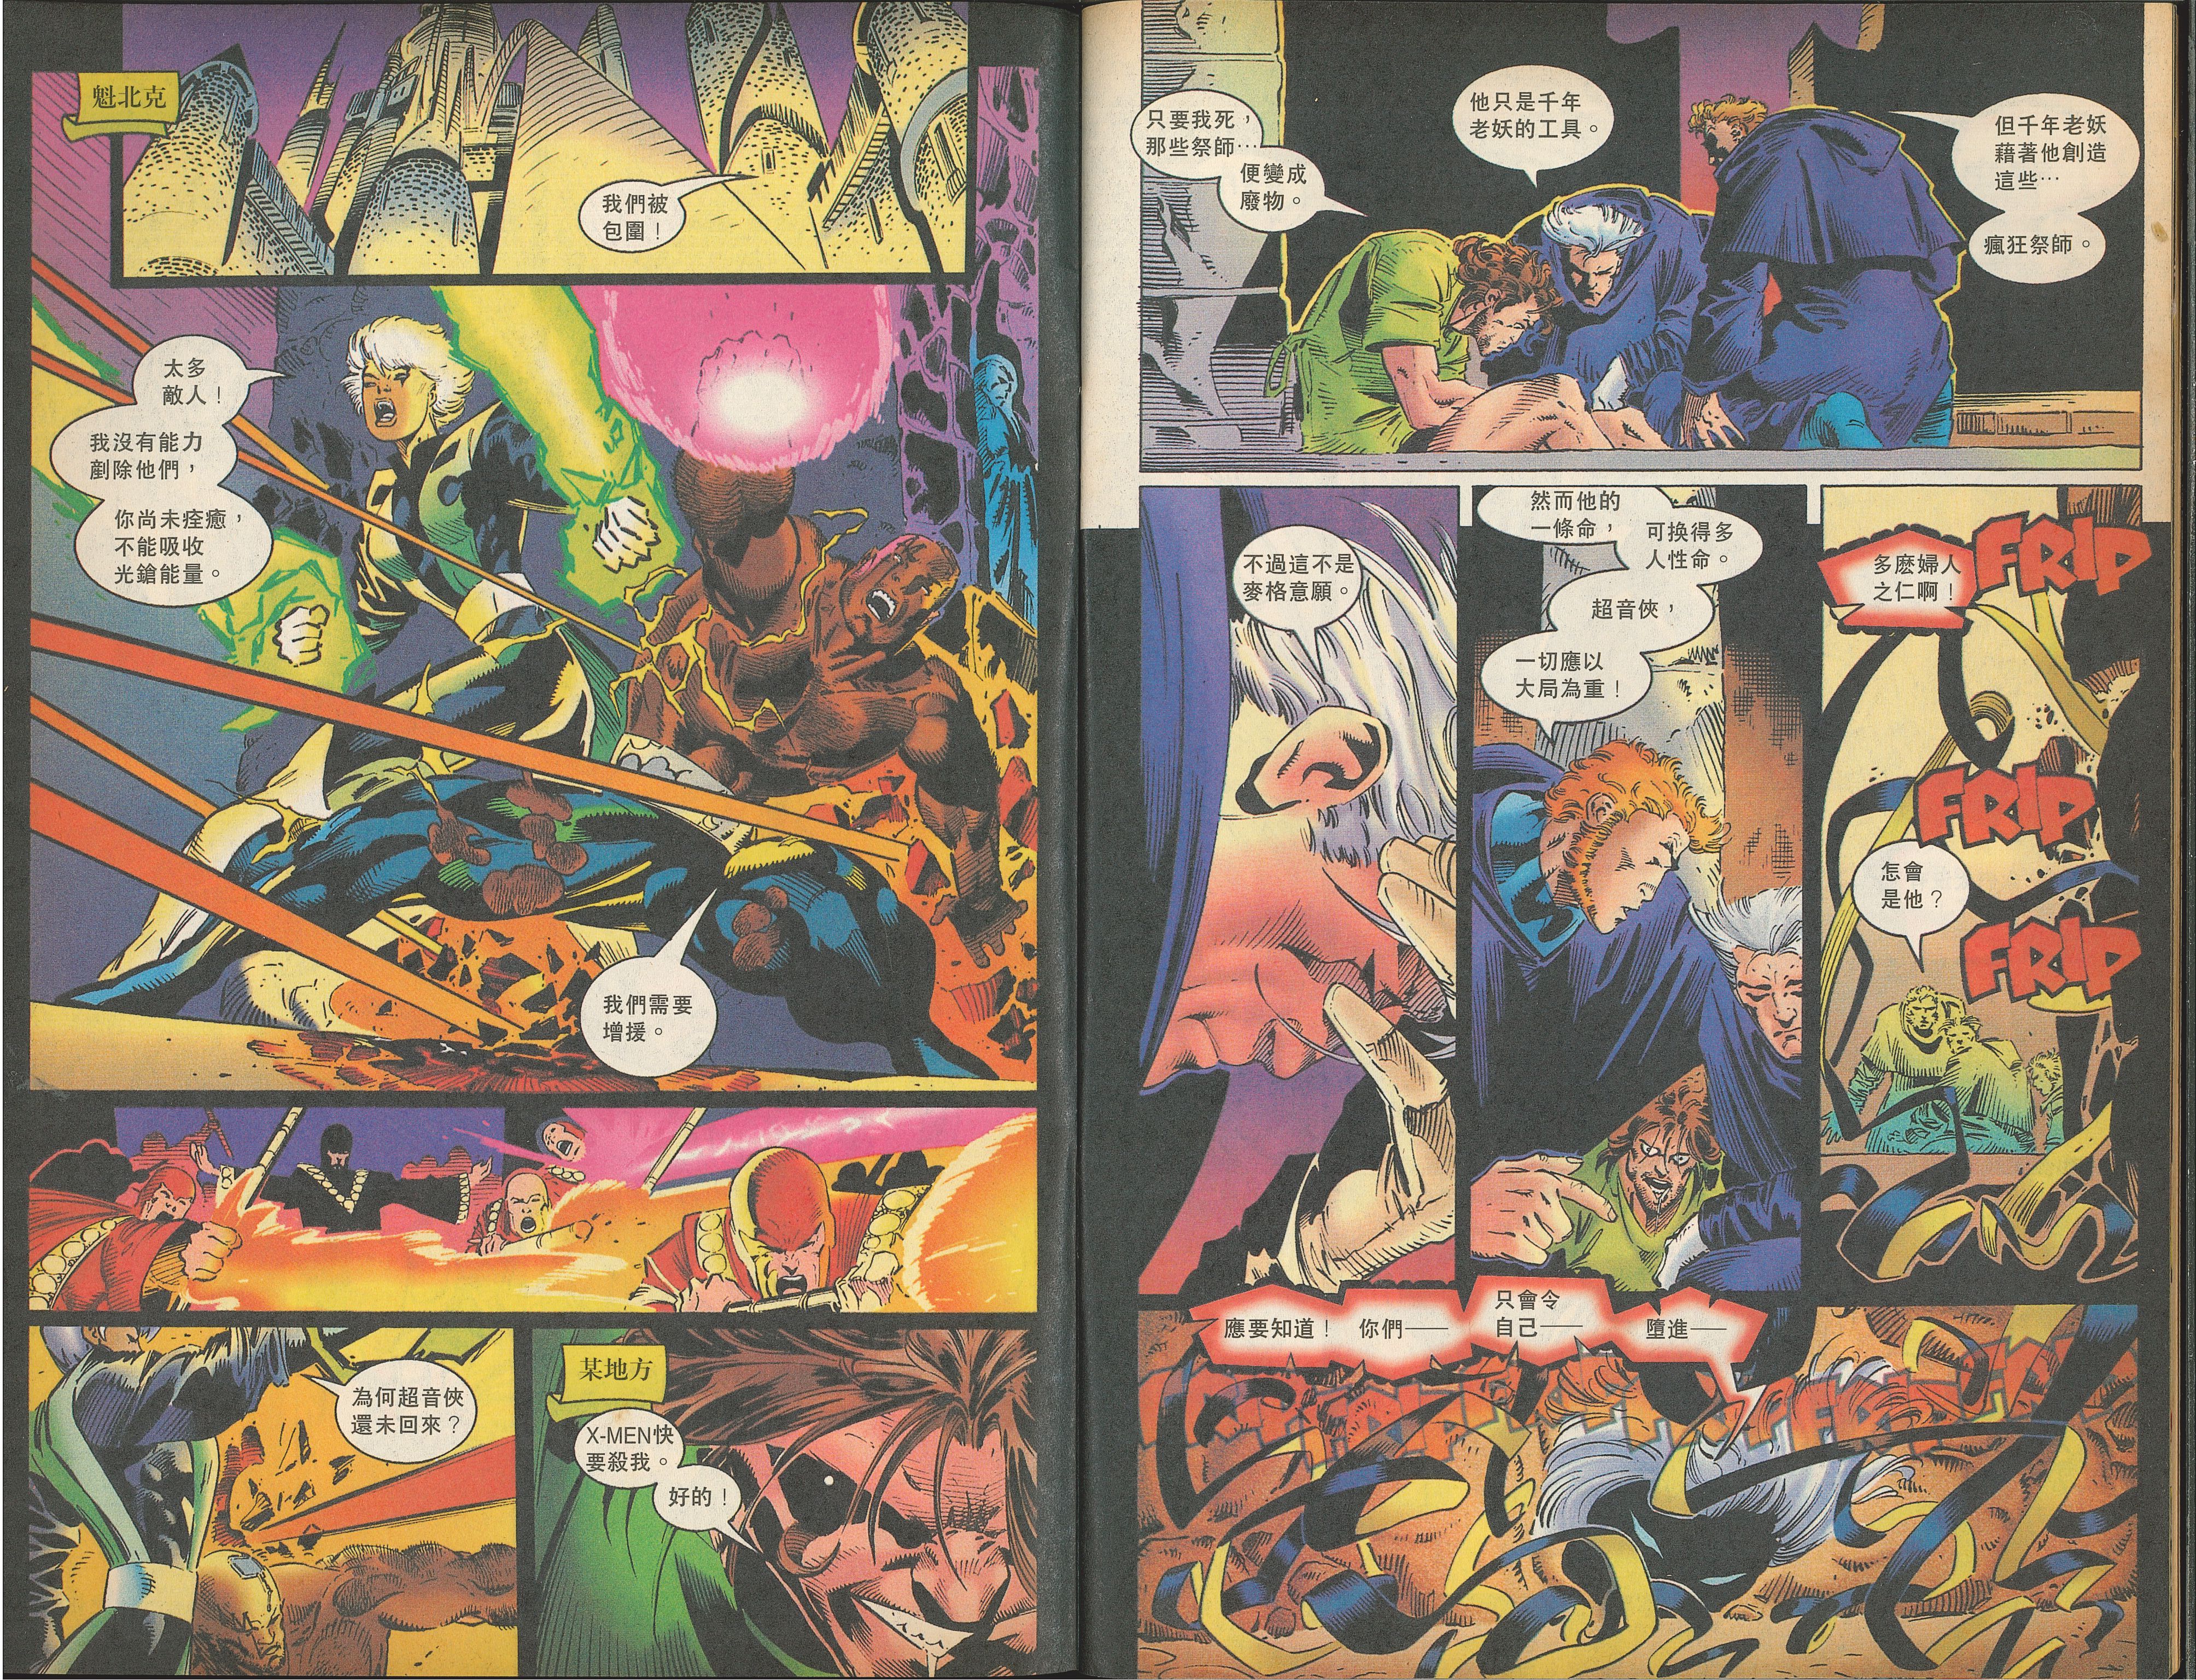 魁北克
我們被
包圍！
太多
敵人！
我沒有能力
剷除他們，
你尚未痊癒，
不能吸收
光鎗能量。
我們需要
增援。
為何超音俠
還未回來？
某地方
X-MEN快
要殺我。
好的！
只要我死，
那些祭師…
便變成
廢物。
他只是千年
老妖的工具。
但千年老妖
藉著他創造
這些…
瘋狂祭師。
不過這不是
麥格意願。
然而他的
一條命，
可換得多
人性命。
超音俠，
一切應以
大局為重！
多麽婦人
之仁啊！
FRIP
FRIP
怎會
是他？
FRIP
應要知道！
你們——
只會令
自己——
墮進——